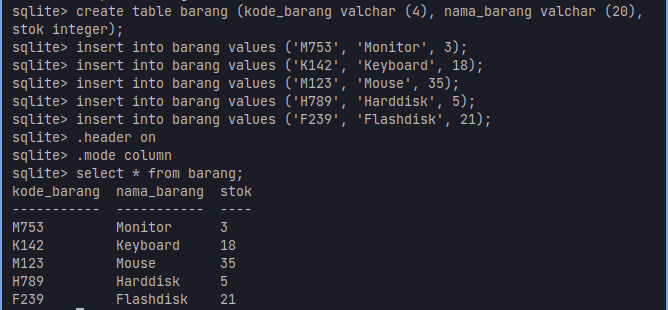 sqlite> create table barang (kode_barang valchar (4), nama_barang valchar (20),
stok integer);
sqlite> insert into barang values ('M753', 'Monitor', 3);
sqlite> insert into barang values ('K142', 'Keyboard', 18);
sqlite> insert into barang values ('M123', 'Mouse', 35);
sqlite> insert into barang values ('H789', 'Harddisk', 5);
sqlite> insert into barang values ('F239', 'Flashdisk', 21);
sqlite> .header on
sqlite> .mode column
sqlite> select * from barang;
kode_barang  nama_barang  stok
-----------  -----------  ----
M753         Monitor      3
K142         Keyboard     18
M123         Mouse        35
H789         Harddisk     5
F239         Flashdisk    21